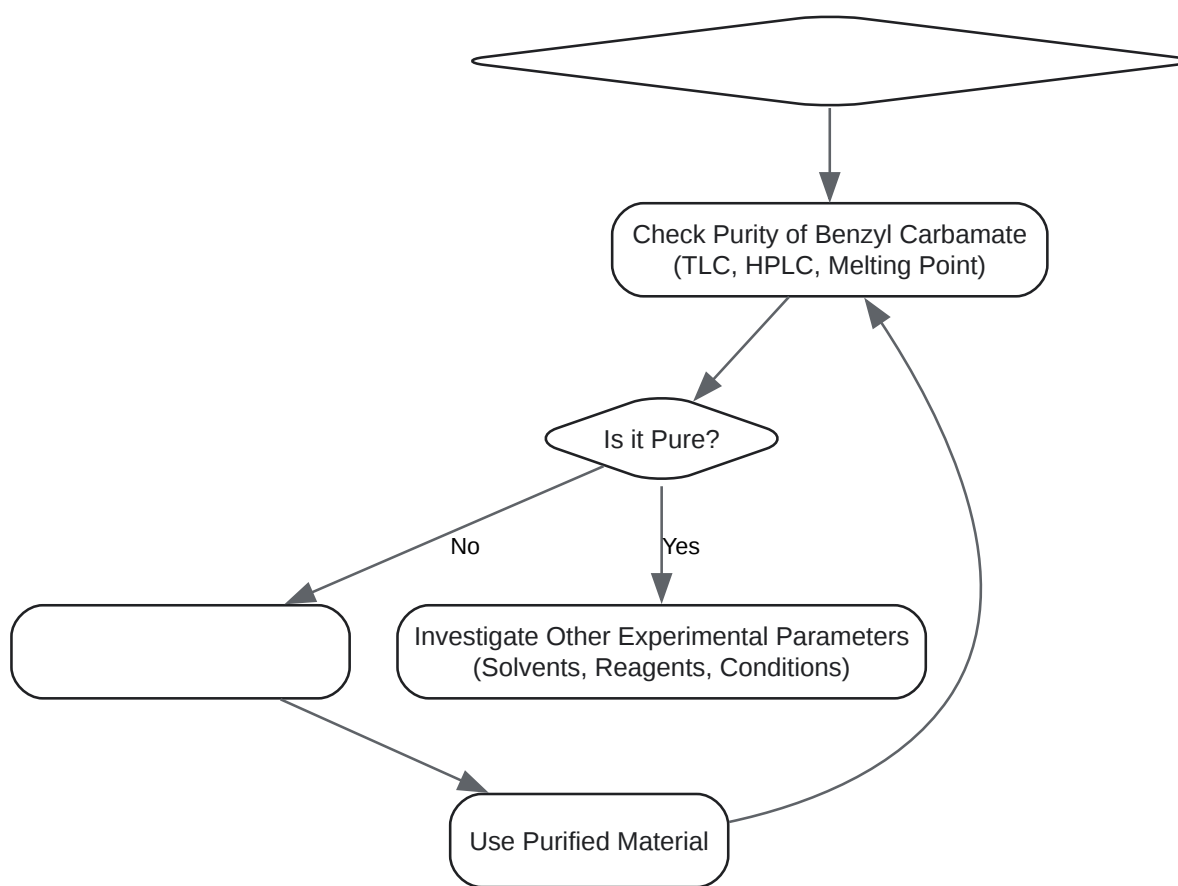 Check Purity of Benzyl Carbamate
(TLC, HPLC, Melting Point)
Is it Pure?
No
Yes
Investigate Other Experimental Parameters
(Solvents, Reagents, Conditions)
Use Purified Material